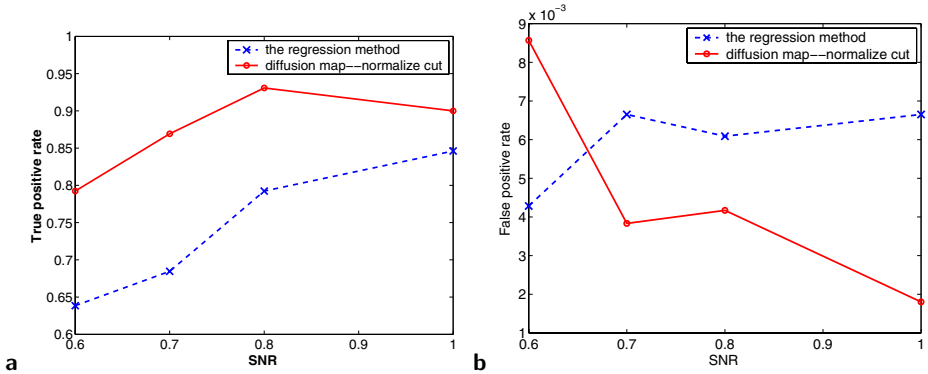 a
True positive rate
1
0.95
0.9
0.85
0.8
0.75
0.7
0.65
0.6
0.6 0.7 0.8 0.9 1
SNR
the regression method
diffusion map--normalize cut
b
False positive rate
x 10^-3
9
8
7
6
5
4
3
2
1
0.6 0.7 0.8 0.9 1
SNR
the regression method
diffusion map--normalize cut